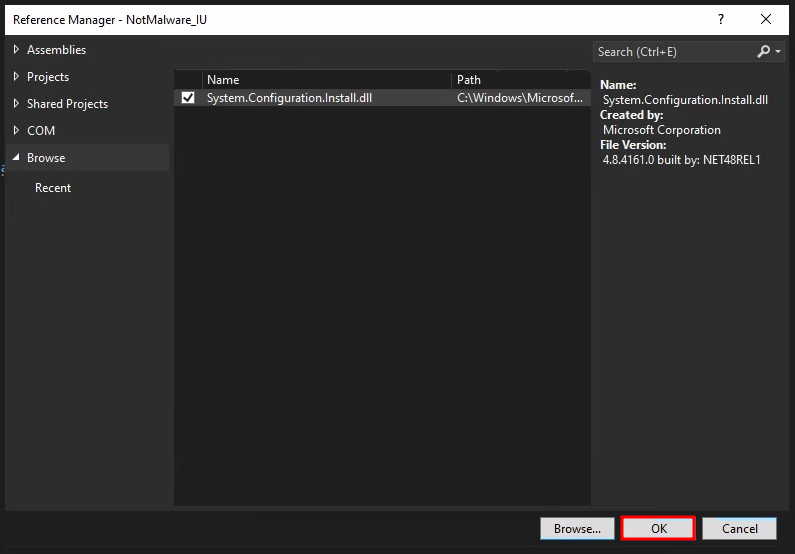 Reference Manager - NotMalware_IU
?
Assemblies
Projects
Shared Projects
COM
Browse
Recent
Name Path
System.Configuration.Install.dll C:\Windows\Microsof...
Search (Ctrl+E)
Name:
System.Configuration.Install.dll
Created by:
Microsoft Corporation
File Version:
4.8.4161.0 built by: NET48REL1
Browse... OK Cancel